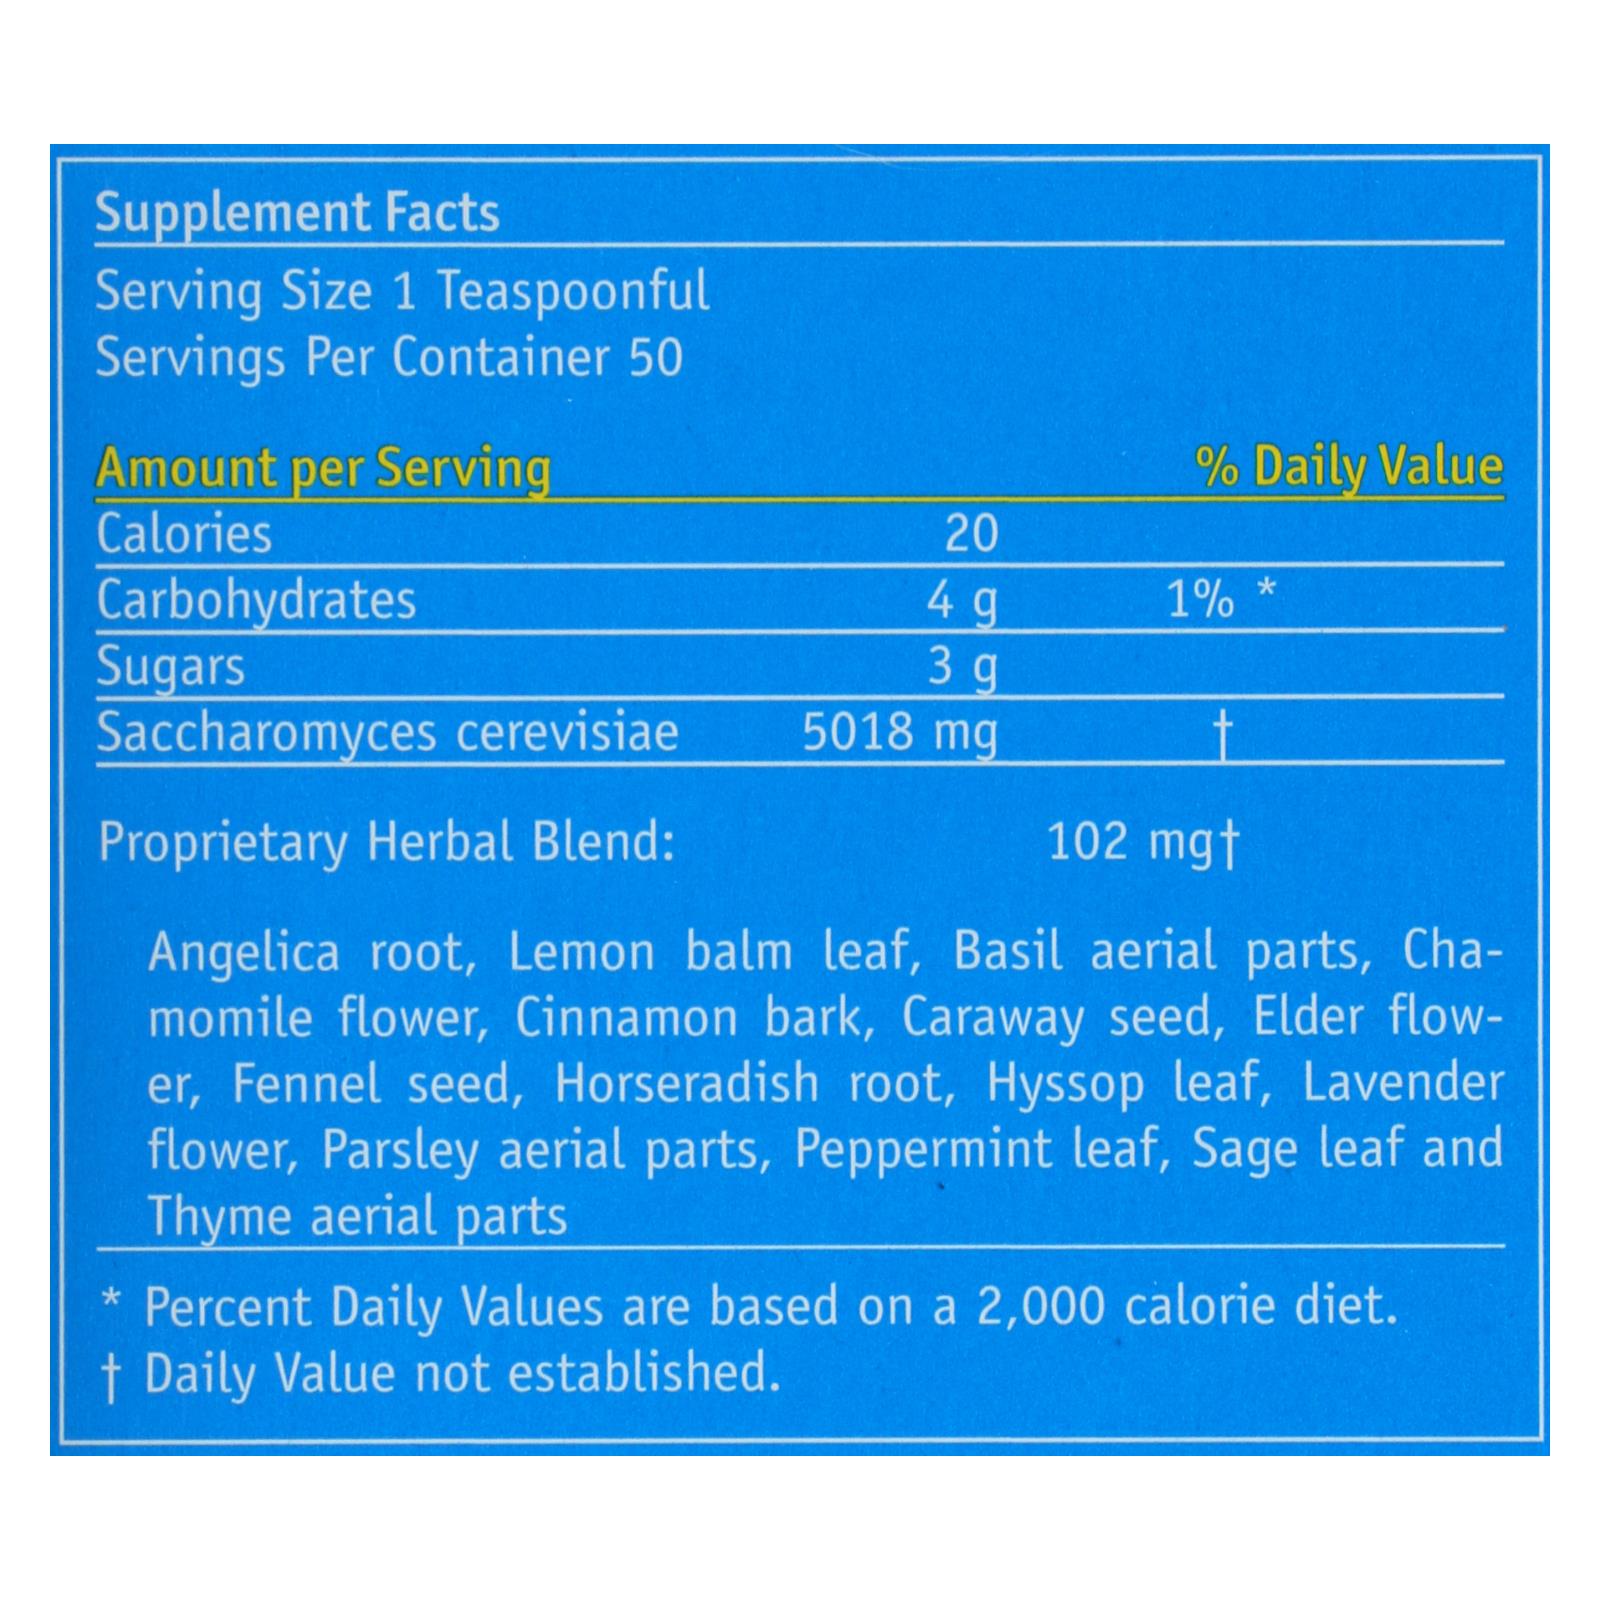 Supplement Facts
Serving Size 1 Teaspoonful
Servings Per Container 50
Amount per Serving % Daily Value
Calories 20
Carbohydrates 4 g 1% *
Sugars 3 g
Saccharomyces cerevisiae 5018 mg †
Proprietary Herbal Blend: 102 mg†
Angelica root, Lemon balm leaf, Basil aerial parts, Cha-
momile flower, Cinnamon bark, Caraway seed, Elder flow-
er, Fennel seed, Horseradish root, Hyssop leaf, Lavender
flower, Parsley aerial parts, Peppermint leaf, Sage leaf and
Thyme aerial parts
* Percent Daily Values are based on a 2,000 calorie diet.
† Daily Value not established.